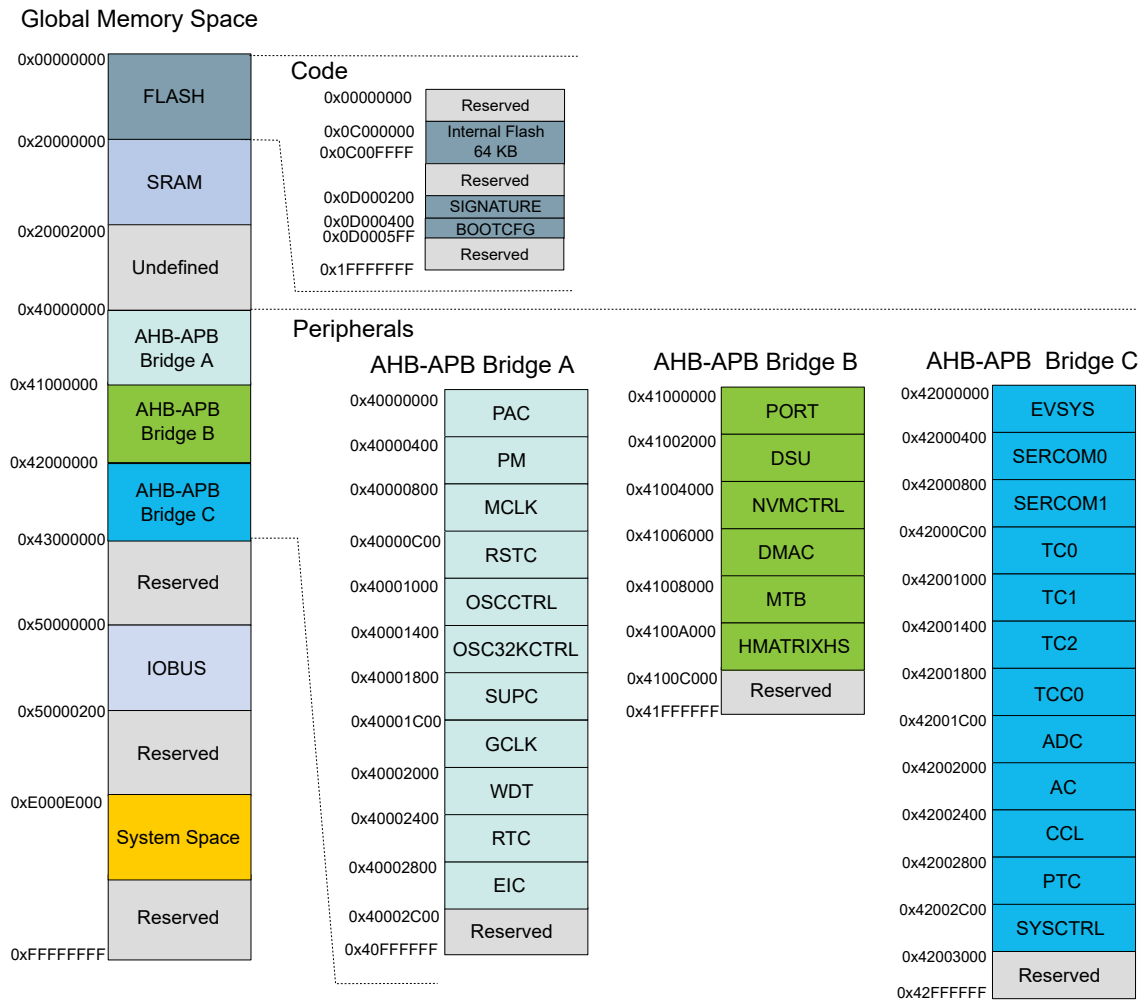 Global Memory Space
0x00000000
FLASH
0x20000000
SRAM
0x20002000
Undefined
0x40000000
AHB-APB
Bridge A
0x41000000
AHB-APB
Bridge B
0x42000000
AHB-APB
Bridge C
0x43000000
Reserved
0x50000000
IOBUS
0x50000200
Reserved
0xE000E000
System Space
Reserved
0xFFFFFFFF
Code
0x00000000
Reserved
0x0C000000
Internal Flash
64 KB
0x0C00FFFF
Reserved
0x0D000200
SIGNATURE
0x0D000400
BOOTCFG
0x0D0005FF
Reserved
0x1FFFFFFF
Peripherals
AHB-APB Bridge A
0x40000000
PAC
0x40000400
PM
0x40000800
MCLK
0x40000C00
RSTC
0x40001000
OSCCTRL
0x40001400
OSC32KCTRL
0x40001800
SUPC
0x40001C00
GCLK
0x40002000
WDT
0x40002400
RTC
0x40002800
EIC
0x40002C00
Reserved
0x40FFFFFF
AHB-APB Bridge B
0x41000000
PORT
0x41002000
DSU
0x41004000
NVMCTRL
0x41006000
DMAC
0x41008000
MTB
0x4100A000
HMATRIXHS
0x4100C000
Reserved
0x41FFFFFF
AHB-APB Bridge C
0x42000000
EVSYS
0x42000400
SERCOM0
0x42000800
SERCOM1
0x42000C00
TC0
0x42001000
TC1
0x42001400
TC2
0x42001800
TCC0
0x42001C00
ADC
0x42002000
AC
0x42002400
CCL
0x42002800
PTC
0x42002C00
SYSCTRL
0x42003000
Reserved
0x42FFFFFF